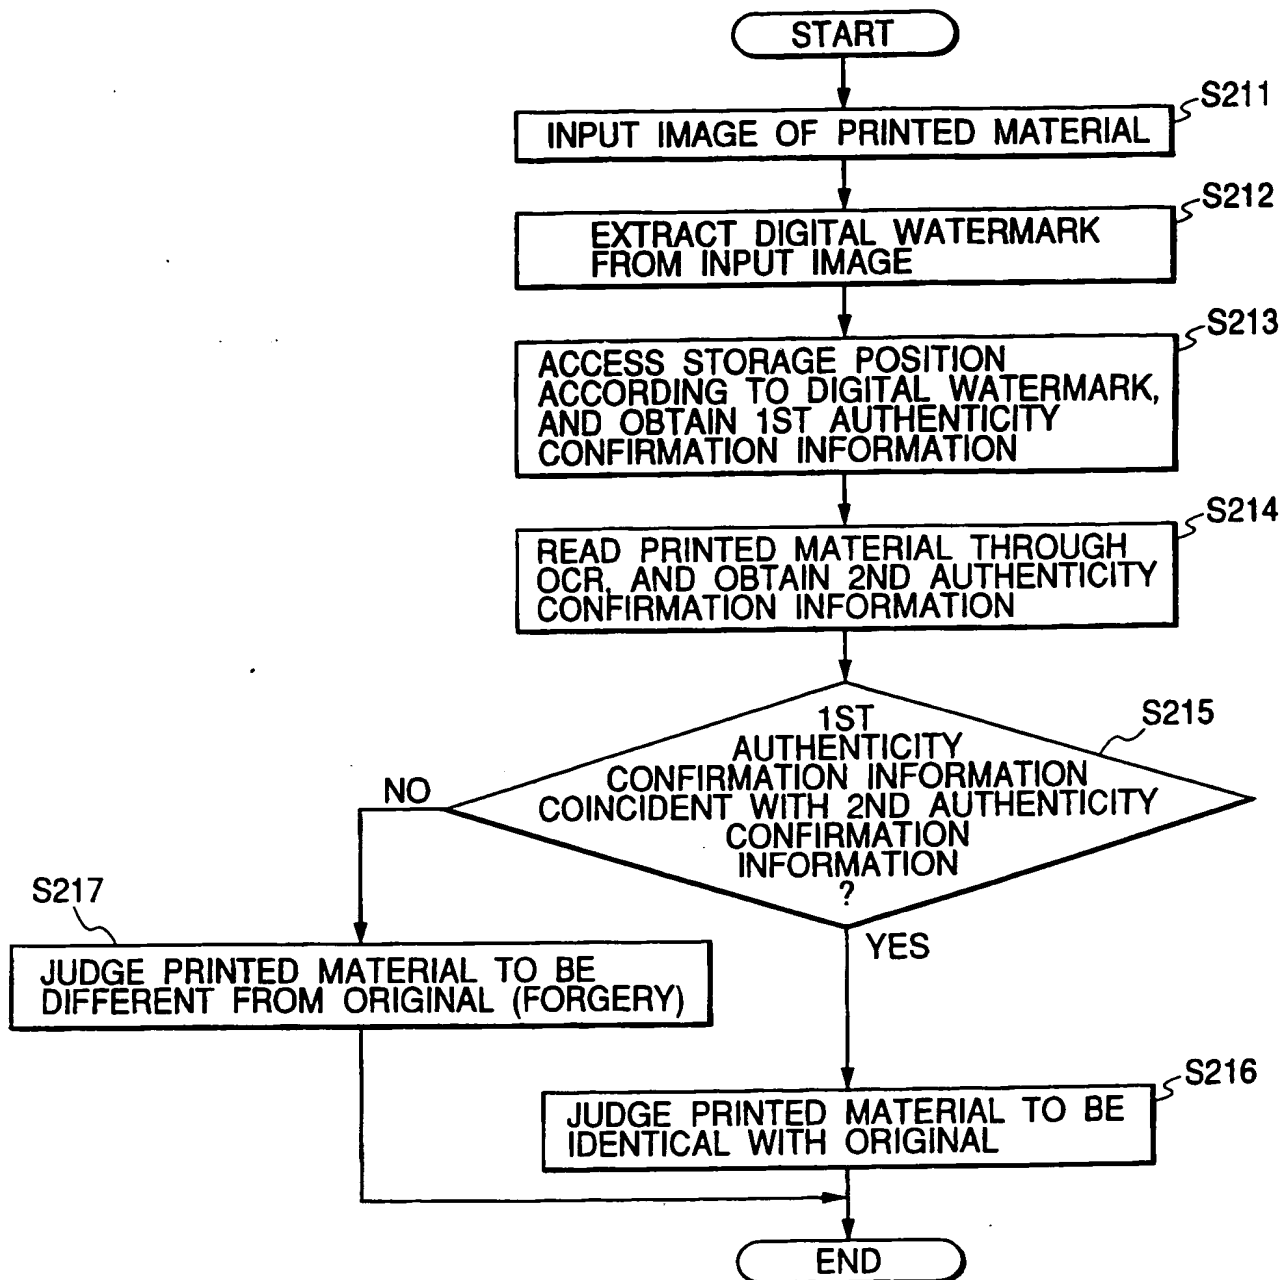 START
S211
INPUT IMAGE OF PRINTED MATERIAL
S212
EXTRACT DIGITAL WATERMARK
FROM INPUT IMAGE
S213
ACCESS STORAGE POSITION
ACCORDING TO DIGITAL WATERMARK,
AND OBTAIN 1ST AUTHENTICITY
CONFIRMATION INFORMATION
S214
READ PRINTED MATERIAL THROUGH
OCR, AND OBTAIN 2ND AUTHENTICITY
CONFIRMATION INFORMATION
S215
1ST
AUTHENTICITY
CONFIRMATION INFORMATION
COINCIDENT WITH 2ND AUTHENTICITY
CONFIRMATION
INFORMATION
?
NO
YES
S217
JUDGE PRINTED MATERIAL TO BE
DIFFERENT FROM ORIGINAL (FORGERY)
S216
JUDGE PRINTED MATERIAL TO BE
IDENTICAL WITH ORIGINAL
END